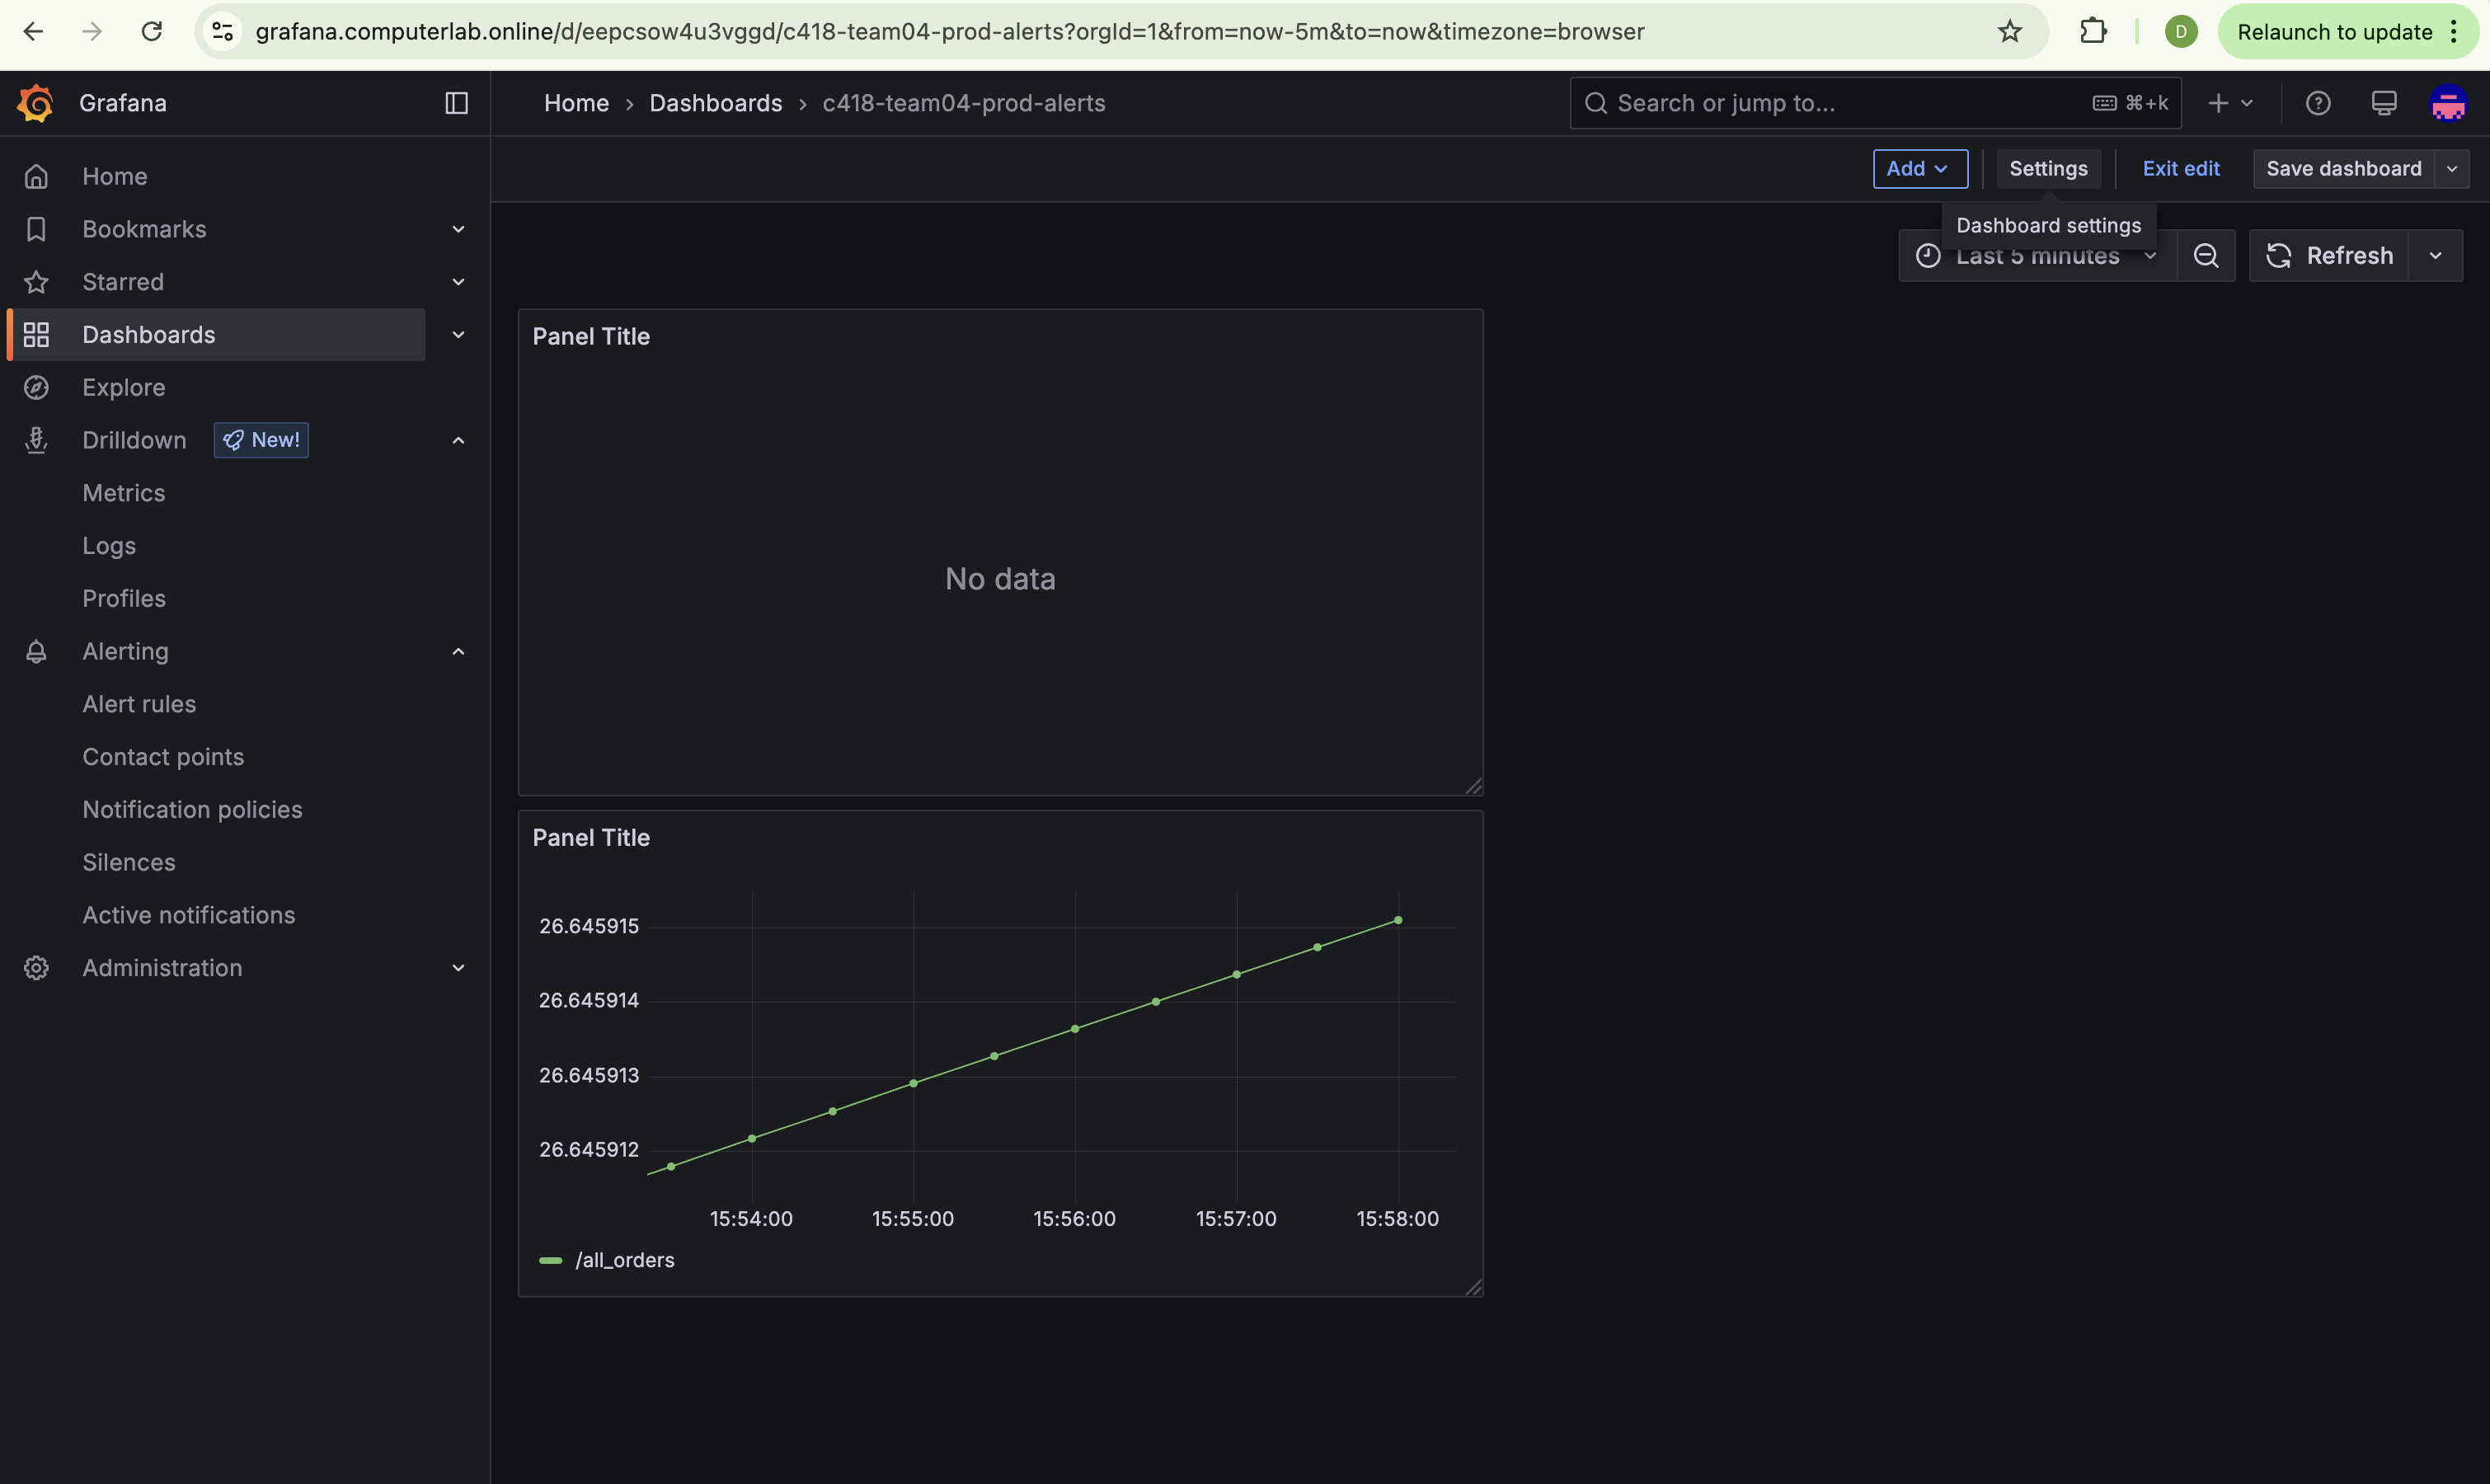 grafana.computerlab.online/d/eepcsow4u3vggd/c418-team04-prod-alerts?orgId=1&from=now-5m&to=now&timezone=browser
D
Relaunch to update
Grafana
Home › Dashboards › c418-team04-prod-alerts
Search or jump to...
⌘+k
Add
Settings
Exit edit
Save dashboard
Dashboard settings
Last 5 minutes
Refresh
Home
Bookmarks
Starred
Dashboards
Explore
Drilldown
New!
Metrics
Logs
Profiles
Alerting
Alert rules
Contact points
Notification policies
Silences
Active notifications
Administration
Panel Title
No data
Panel Title
26.645915
26.645914
26.645913
26.645912
15:54:00 15:55:00 15:56:00 15:57:00 15:58:00
/all_orders